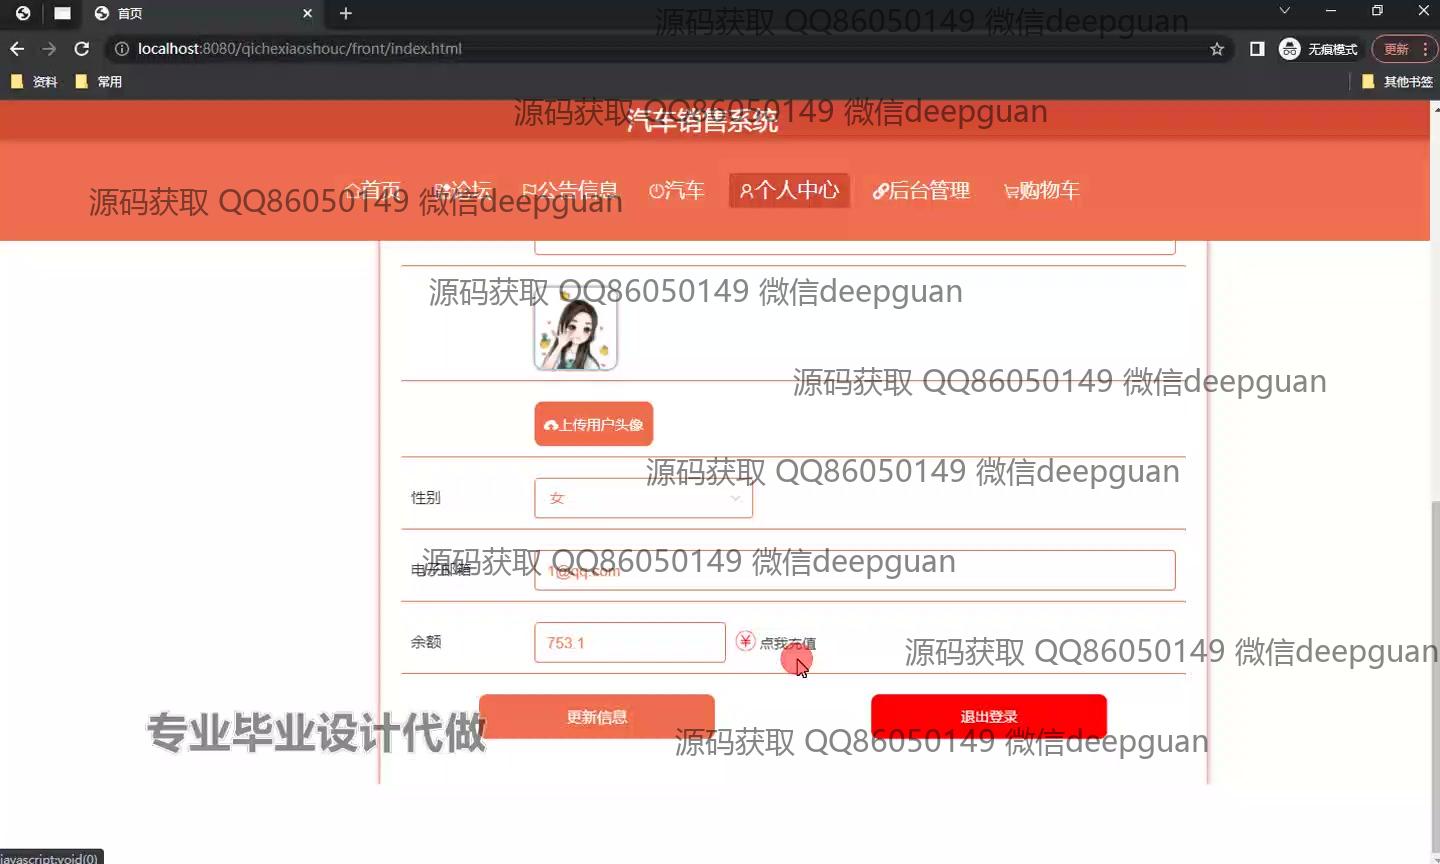 首页
源码获取 QQ86050149 微信deepguan
localhost:8080/qichexiaoshouc/front/index.html
无痕模式
更新
资料
常用
其他书签
源码获取 QQ86050149 微信deepguan
汽车销售系统
首页
论坛
公告信息
汽车
个人中心
后台管理
购物车
源码获取 QQ86050149 微信deepguan
源码获取 QQ86050149 微信deepguan
源码获取 QQ86050149 微信deepguan
上传用户头像
源码获取 QQ86050149 微信deepguan
性别
女
源码获取 QQ86050149 微信deepguan
电子邮箱
1@qq.com
余额
753.1
点我充值
源码获取 QQ86050149 微信deepguan
更新信息
退出登录
专业毕业设计代做
源码获取 QQ86050149 微信deepguan
javascript:void(0)